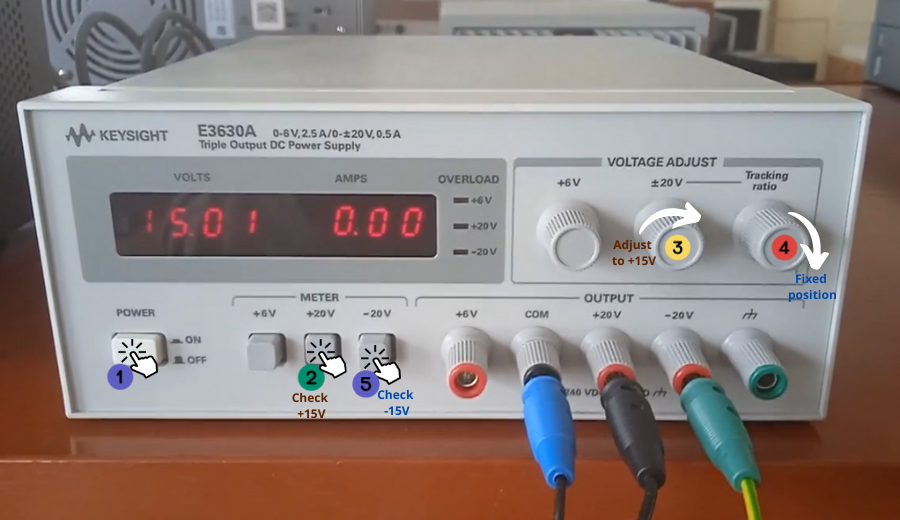 KEYSIGHT
E3630A 0-6V, 2.5A/0-±20V, 0.5A
Triple Output DC Power Supply
VOLTS AMPS OVERLOAD
+6V
+20V
-20V
15.01 0.00
VOLTAGE ADJUST
+6V ±20V Tracking
ratio
Adjust
to +15V
3
4
Fixed
position
POWER
ON
OFF
1
METER
+6V +20V -20V
2
Check
+15V
5
Check
-15V
OUTPUT
+6V COM +20V -20V